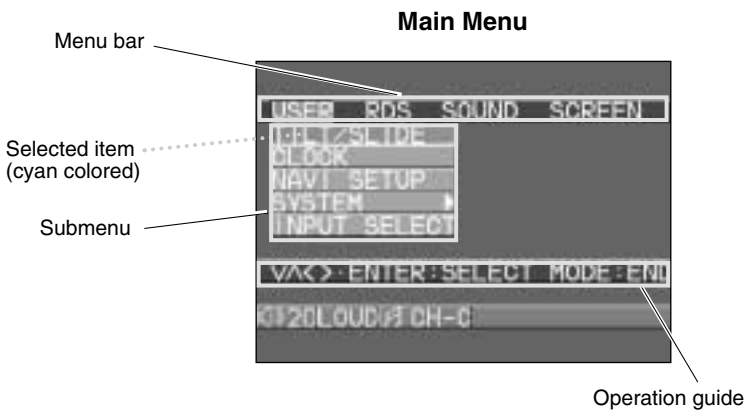 Main Menu
Menu bar
USER RDS SOUND SCREEN
Selected item
(cyan colored)
TILT/SLIDE
CLOCK
NAVI SETUP
SYSTEM
Submenu
INPUT SELECT
ENTER:SELECT MODE:END
LOUD CH-C
Operation guide